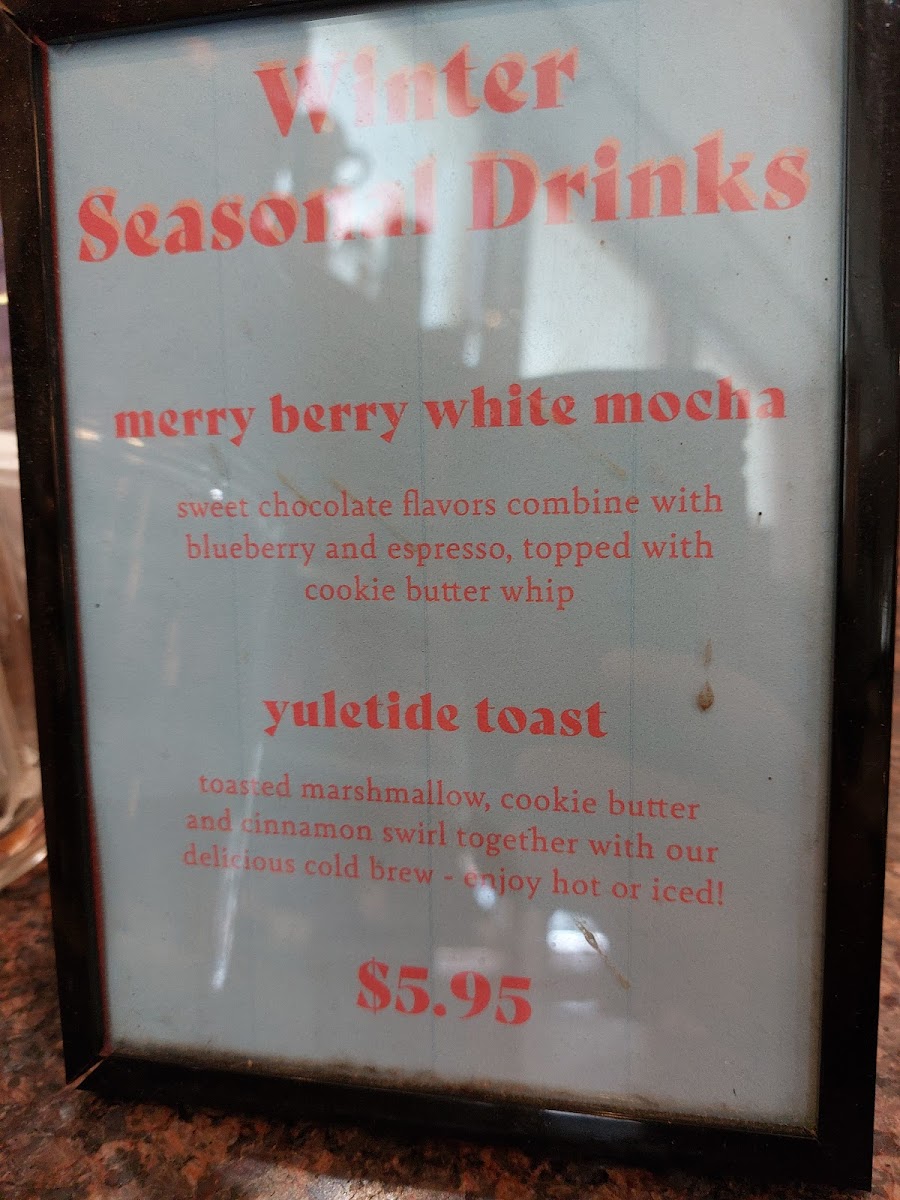 Winter
Seasonal Drinks
merry berry white mocha
sweet chocolate flavors combine with
blueberry and espresso, topped with
cookie butter whip
yuletide toast
toasted marshmallow, cookie butter
and cinnamon swirl together with our
delicious cold brew - enjoy hot or iced!
$5.95